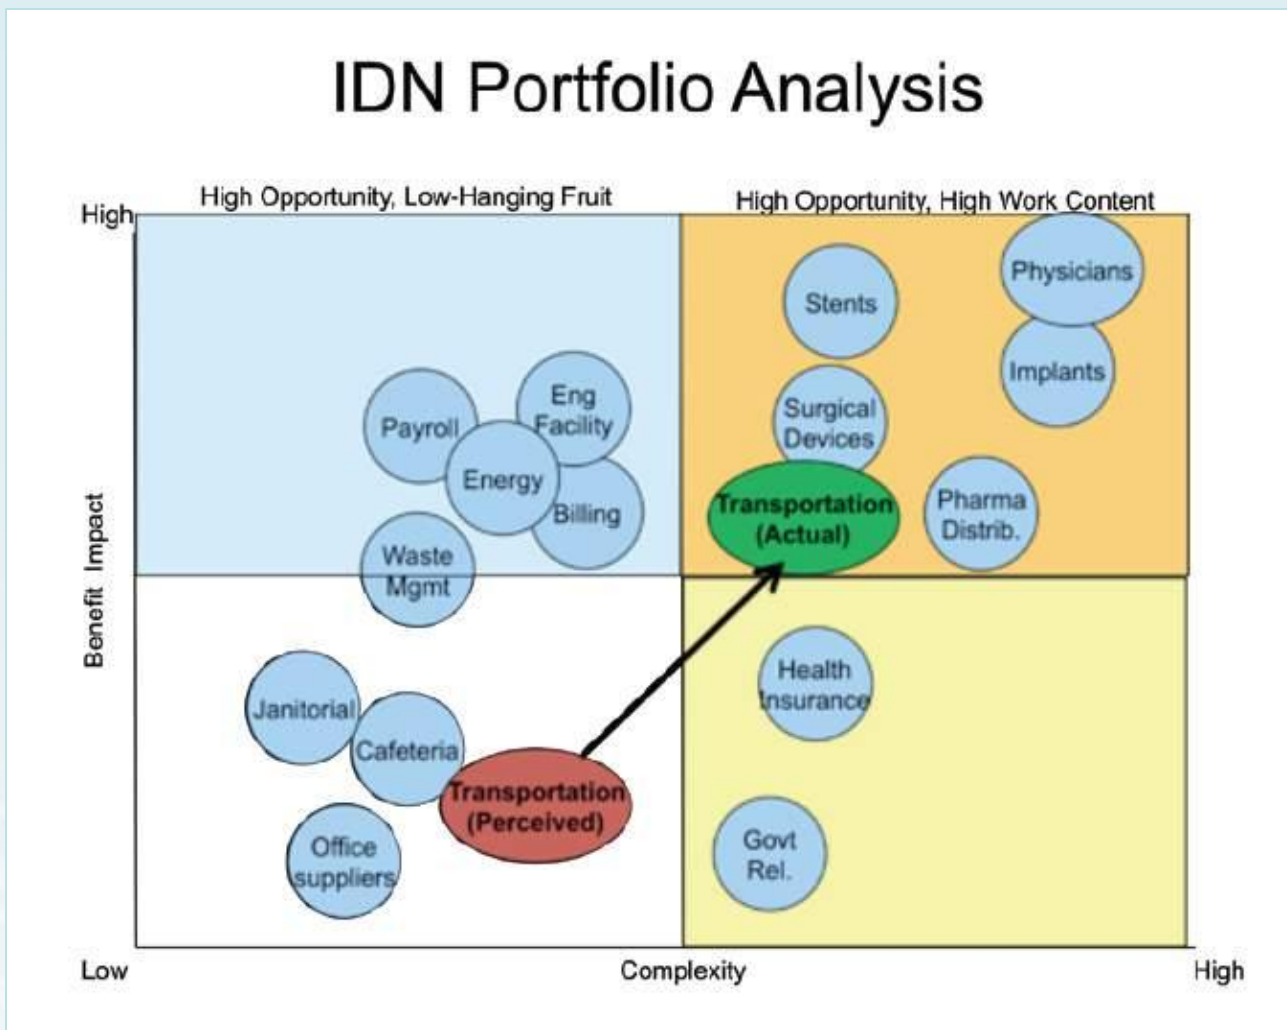 IDN Portfolio Analysis
High Opportunity, Low-Hanging Fruit
High Opportunity, High Work Content
High
Physicians
Stents
Implants
Eng
Facility
Payroll
Surgical
Devices
Energy
Billing
Transportation
(Actual)
Pharma
Distrib.
Waste
Mgmt
Benefit Impact
Health
Insurance
Janitorial
Cafeteria
Transportation
(Perceived)
Office
suppliers
Govt
Rel.
Low
Complexity
High